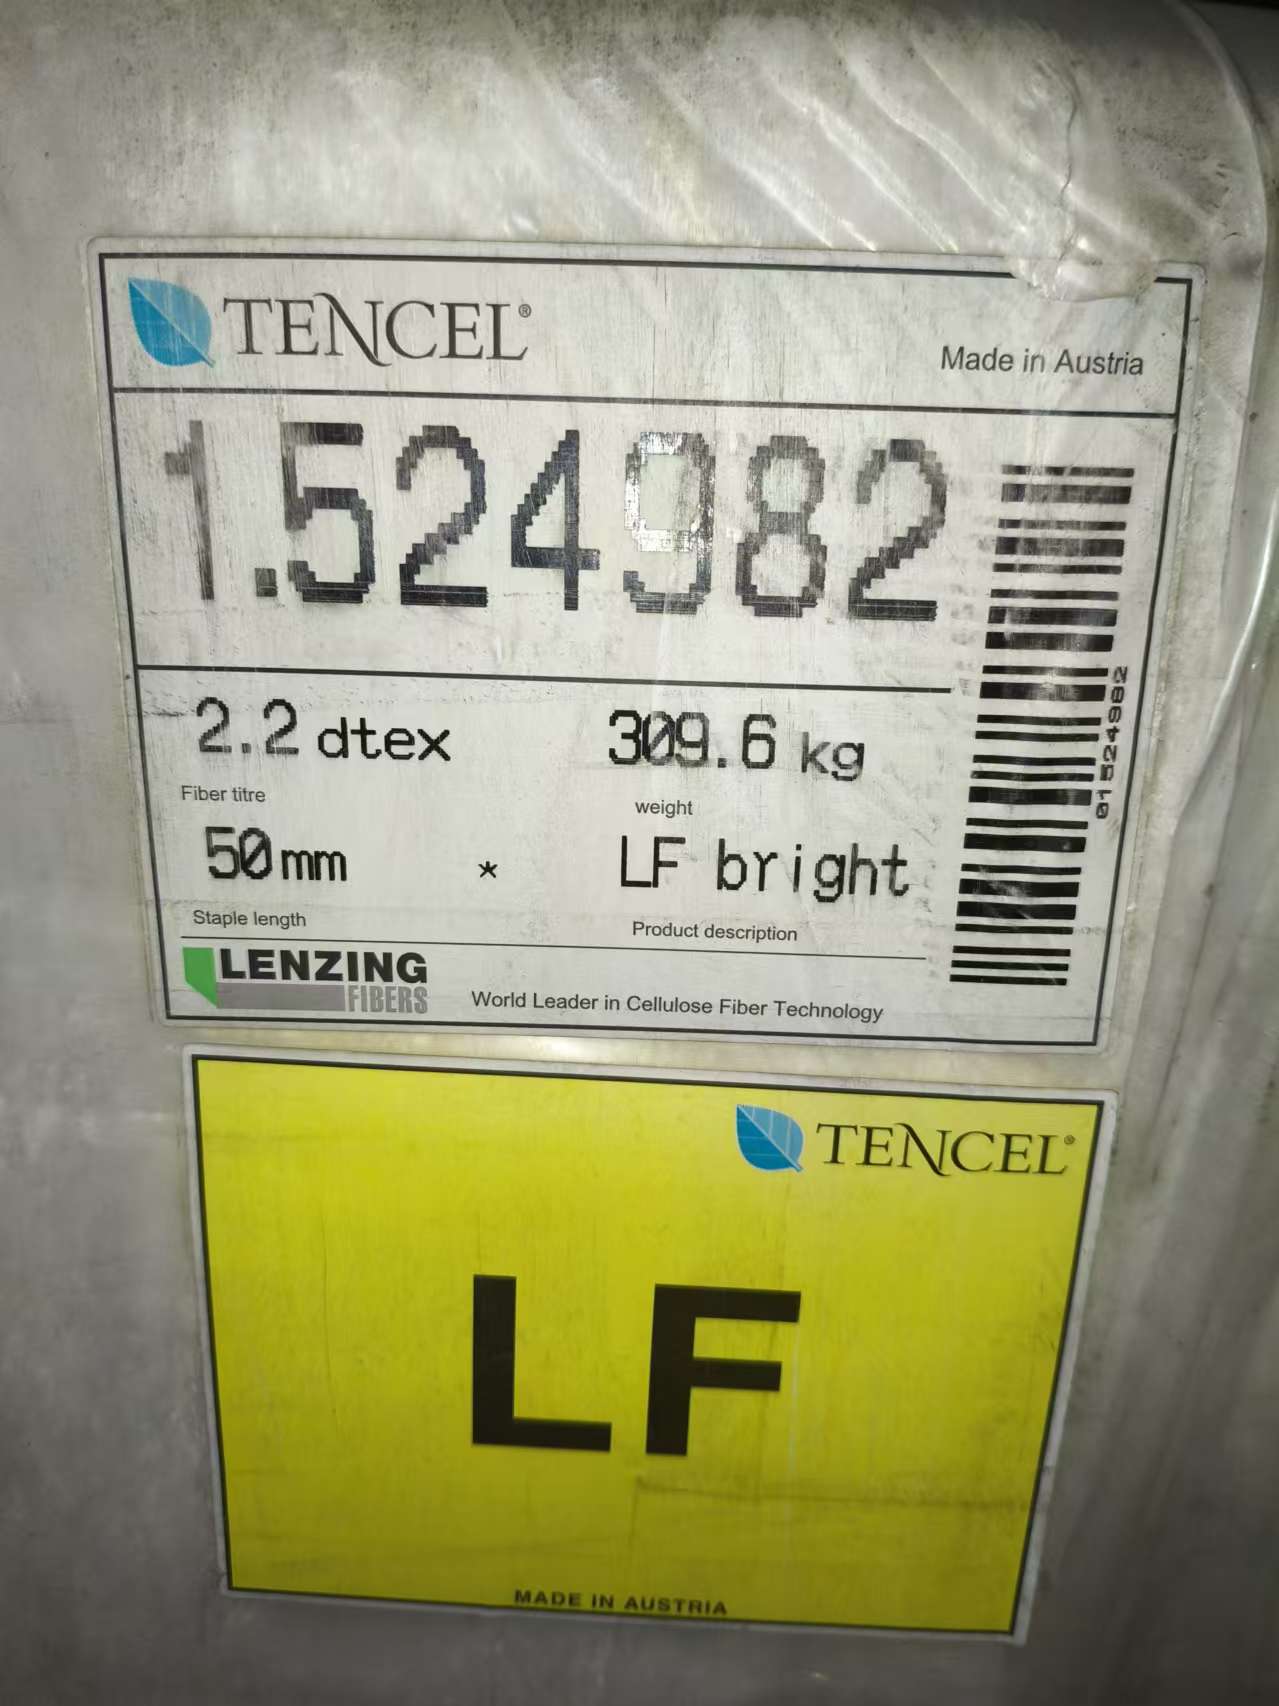 TENCEL®
Made in Austria
1.524982
2.2 dtex
309.6 kg
Fiber titre
weight
50mm * LF bright
Staple length
Product description
01524982
LENZING
FIBERS
World Leader in Cellulose Fiber Technology
TENCEL®
LF
MADE IN AUSTRIA